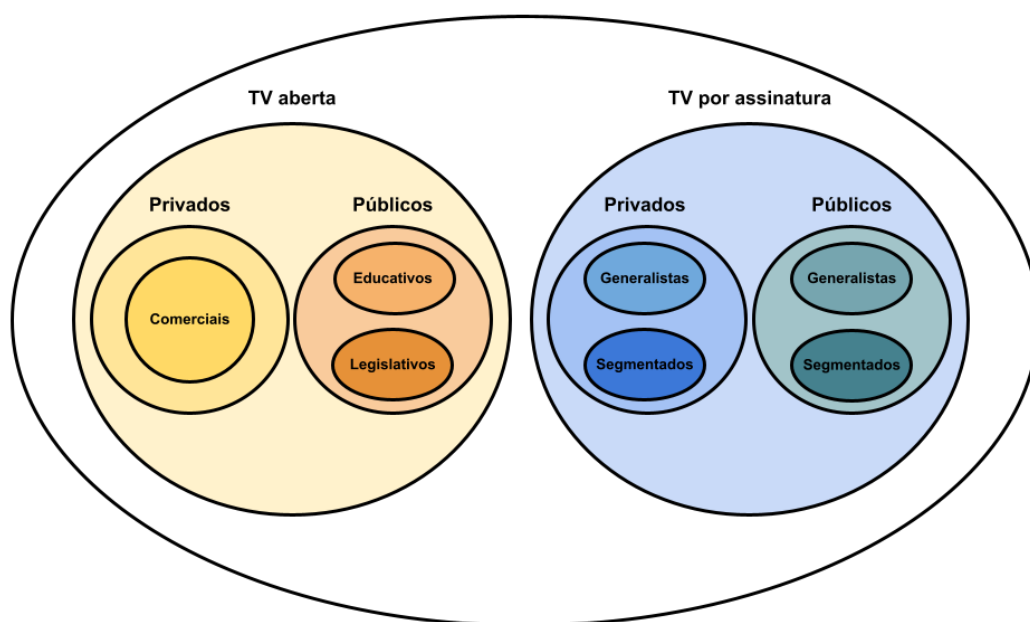 TV aberta
TV por assinatura
Privados
Públicos
Privados
Públicos
Educativos
Generalistas
Generalistas
Comerciais
Legislativos
Segmentados
Segmentados